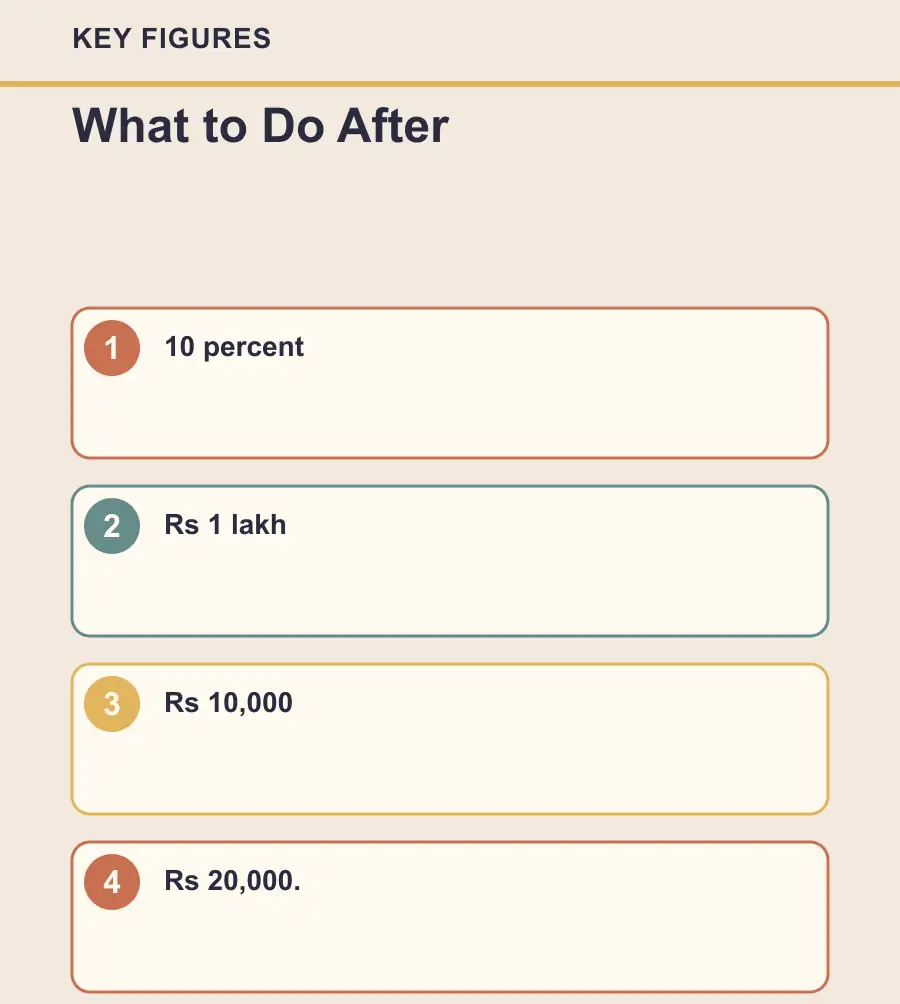 KEY FIGURES
What to Do After
1 10 percent
2 Rs 1 lakh
3 Rs 10,000
4 Rs 20,000.